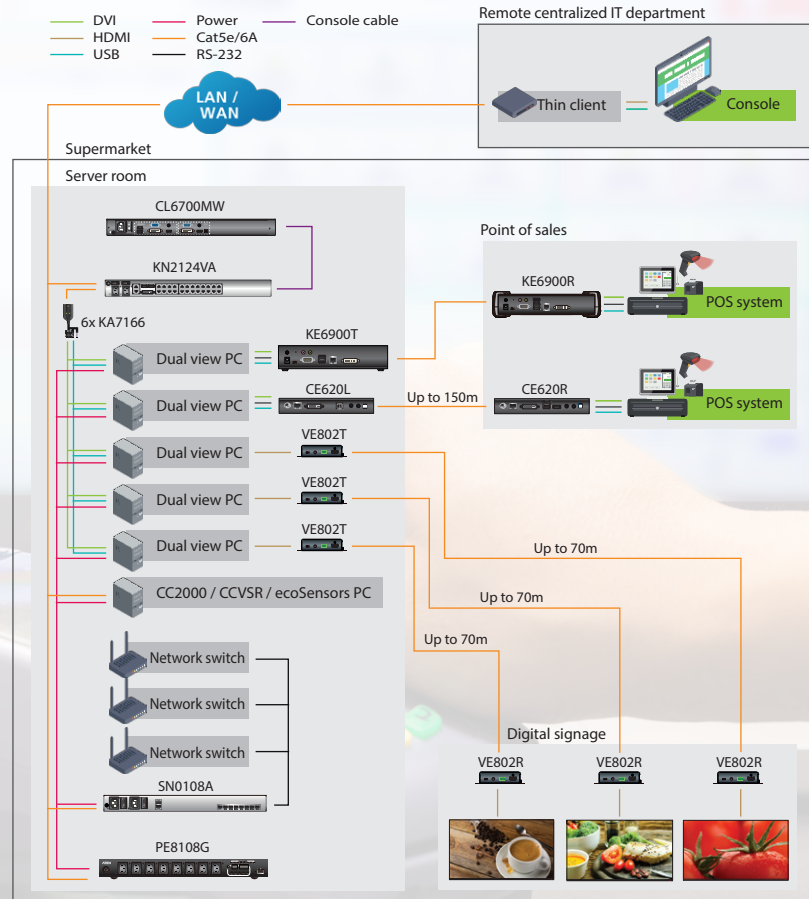 DVI
HDMI
USB
Power
Cat5e/6A
RS-232
Console cable
Remote centralized IT department
LAN /
WAN
Thin client
Console
Supermarket
Server room
CL6700MW
KN2124VA
6x KA7166
Dual view PC
KE6900T
Dual view PC
CE620L
Up to 150m
Dual view PC
VE802T
Dual view PC
VE802T
Dual view PC
VE802T
CC2000 / CCVSR / ecoSensors PC
Network switch
Network switch
Network switch
SN0108A
PE8108G
Point of sales
KE6900R
POS system
CE620R
POS system
Up to 70m
Up to 70m
Up to 70m
Digital signage
VE802R
VE802R
VE802R